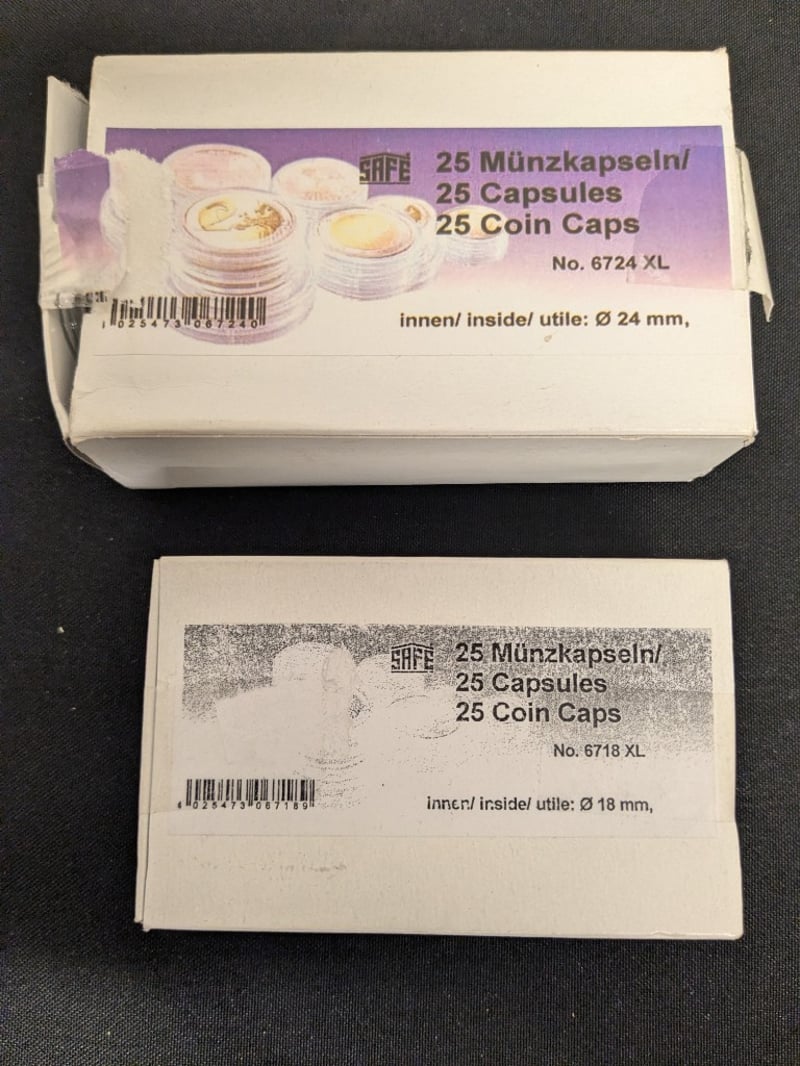 SAFE
25 Münzkapseln/
25 Capsules
25 Coin Caps
No. 6724 XL
innen/ inside/ utile: Ø 24 mm,
025473 067240
SAFE
25 Münzkapseln/
25 Capsules
25 Coin Caps
No. 6718 XL
innen/ inside/ utile: Ø 18 mm,
4 025473 067189